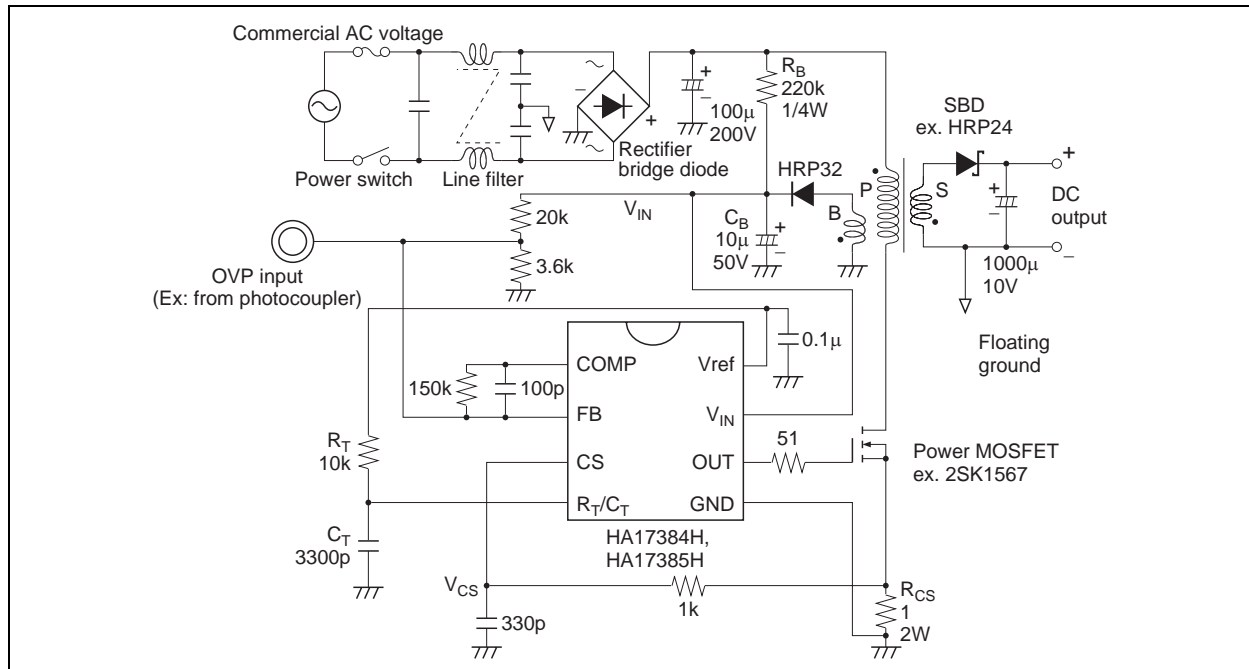 Commercial AC voltage
Power switch
Line filter
∼
−
+
∼
Rectifier
bridge diode
+
−
100μ
200V
R_B
220k
1/4W
SBD
ex. HRP24
HRP32
P
S
B
+
−
+
−
DC
output
1000μ
10V
Floating
ground
20k
V_IN
C_B
10μ
50V
+
−
3.6k
OVP input
(Ex: from photocoupler)
0.1μ
COMP
Vref
150k
100p
FB
V_IN
R_T
10k
CS
OUT
51
Power MOSFET
ex. 2SK1567
R_T/C_T
GND
C_T
3300p
HA17384H,
HA17385H
V_CS
1k
R_CS
1
2W
330p